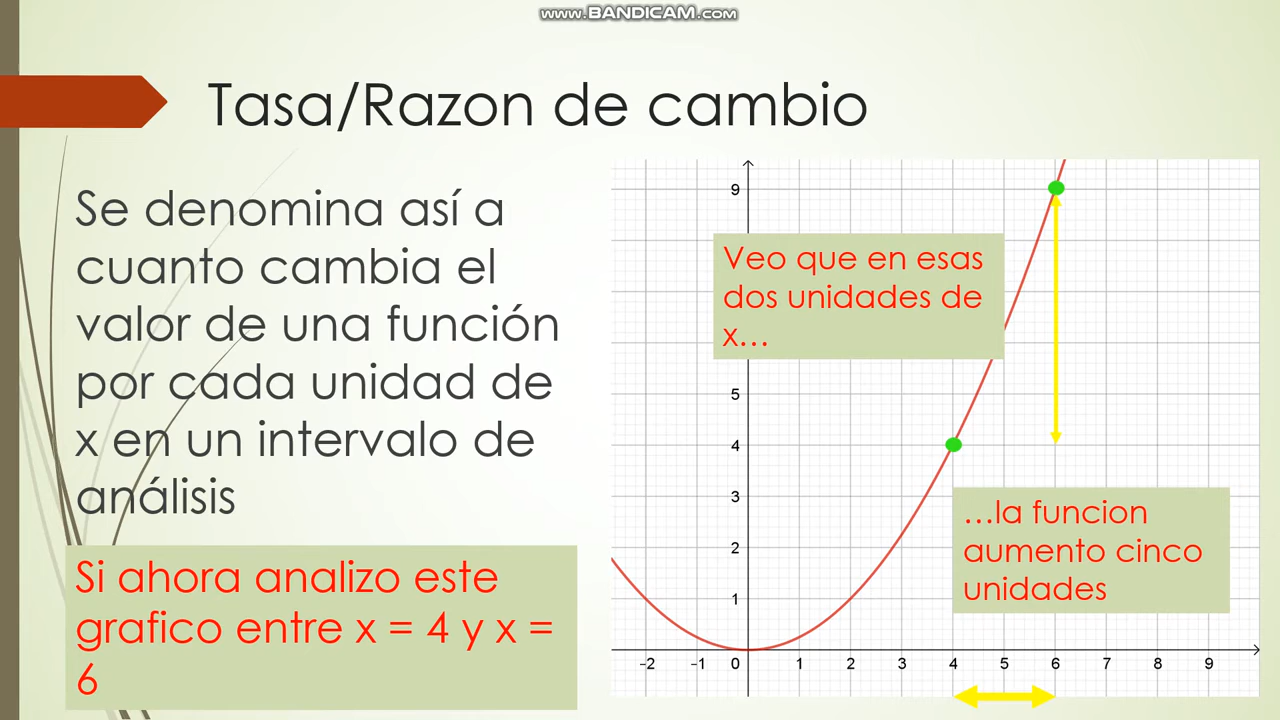 www.BANDICAM.com
Tasa/Razon de cambio
Se denomina así a
cuanto cambia el
valor de una función
por cada unidad de
x en un intervalo de
análisis
Si ahora analizo este
grafico entre x = 4 y x =
6
9
Veo que en esas
dos unidades de
x...
5
4
3
2
1
...la funcion
aumento cinco
unidades
-2 -1 0 1 2 3 4 5 6 7 8 9